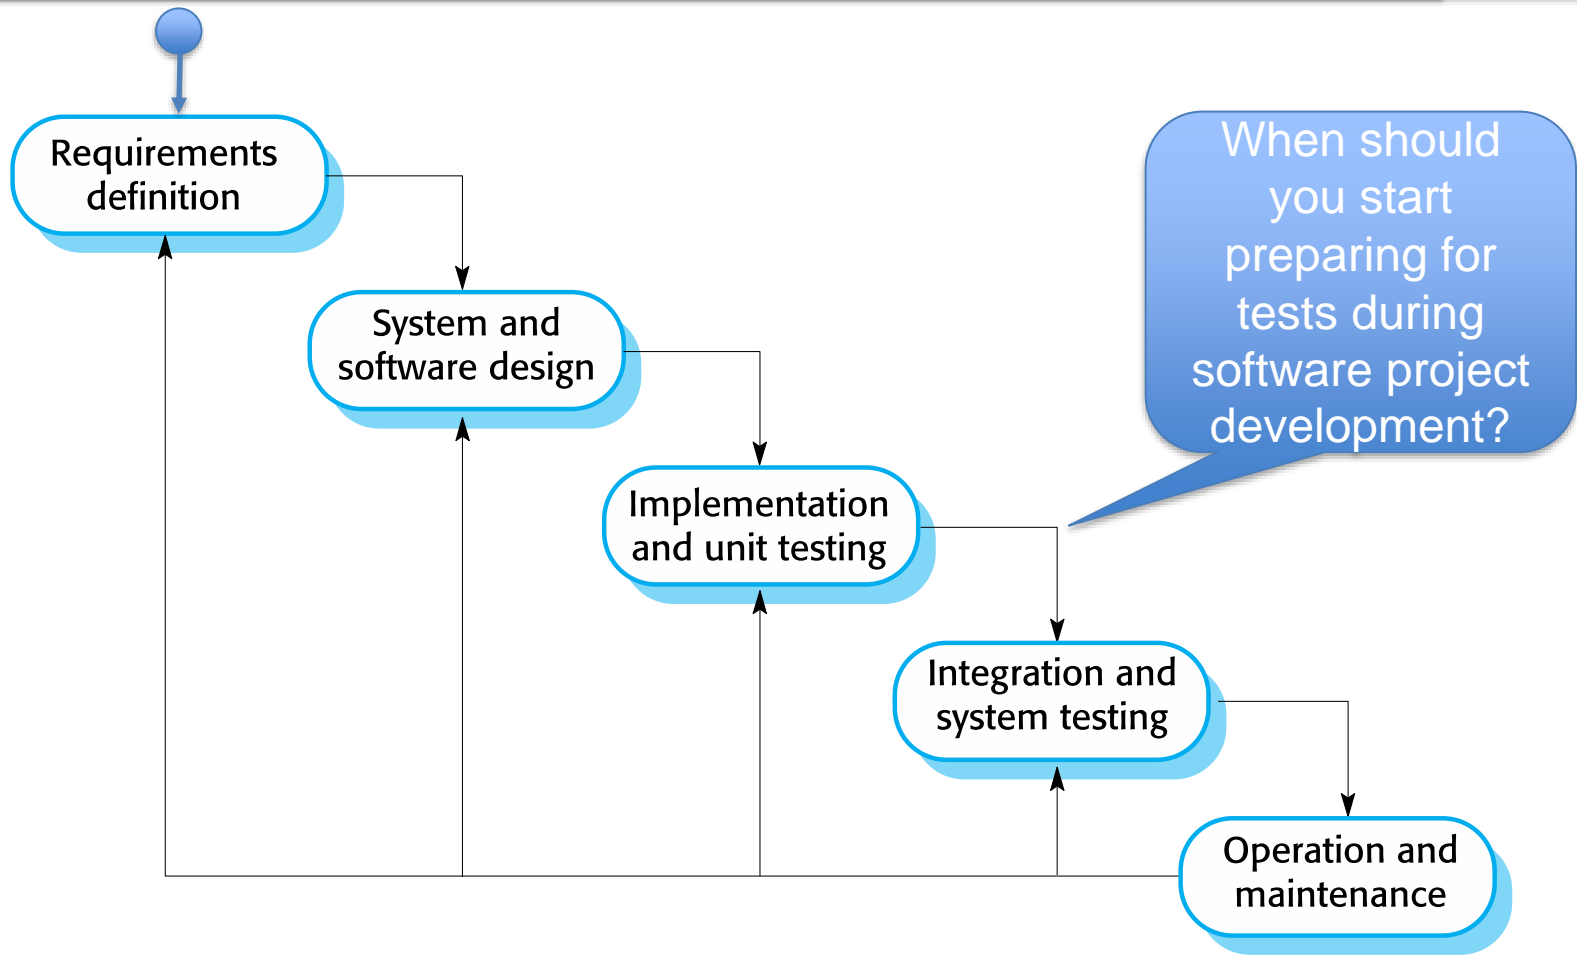 Requirements
definition
System and
software design
Implementation
and unit testing
Integration and
system testing
Operation and
maintenance
When should
you start
preparing for
tests during
software project
development?